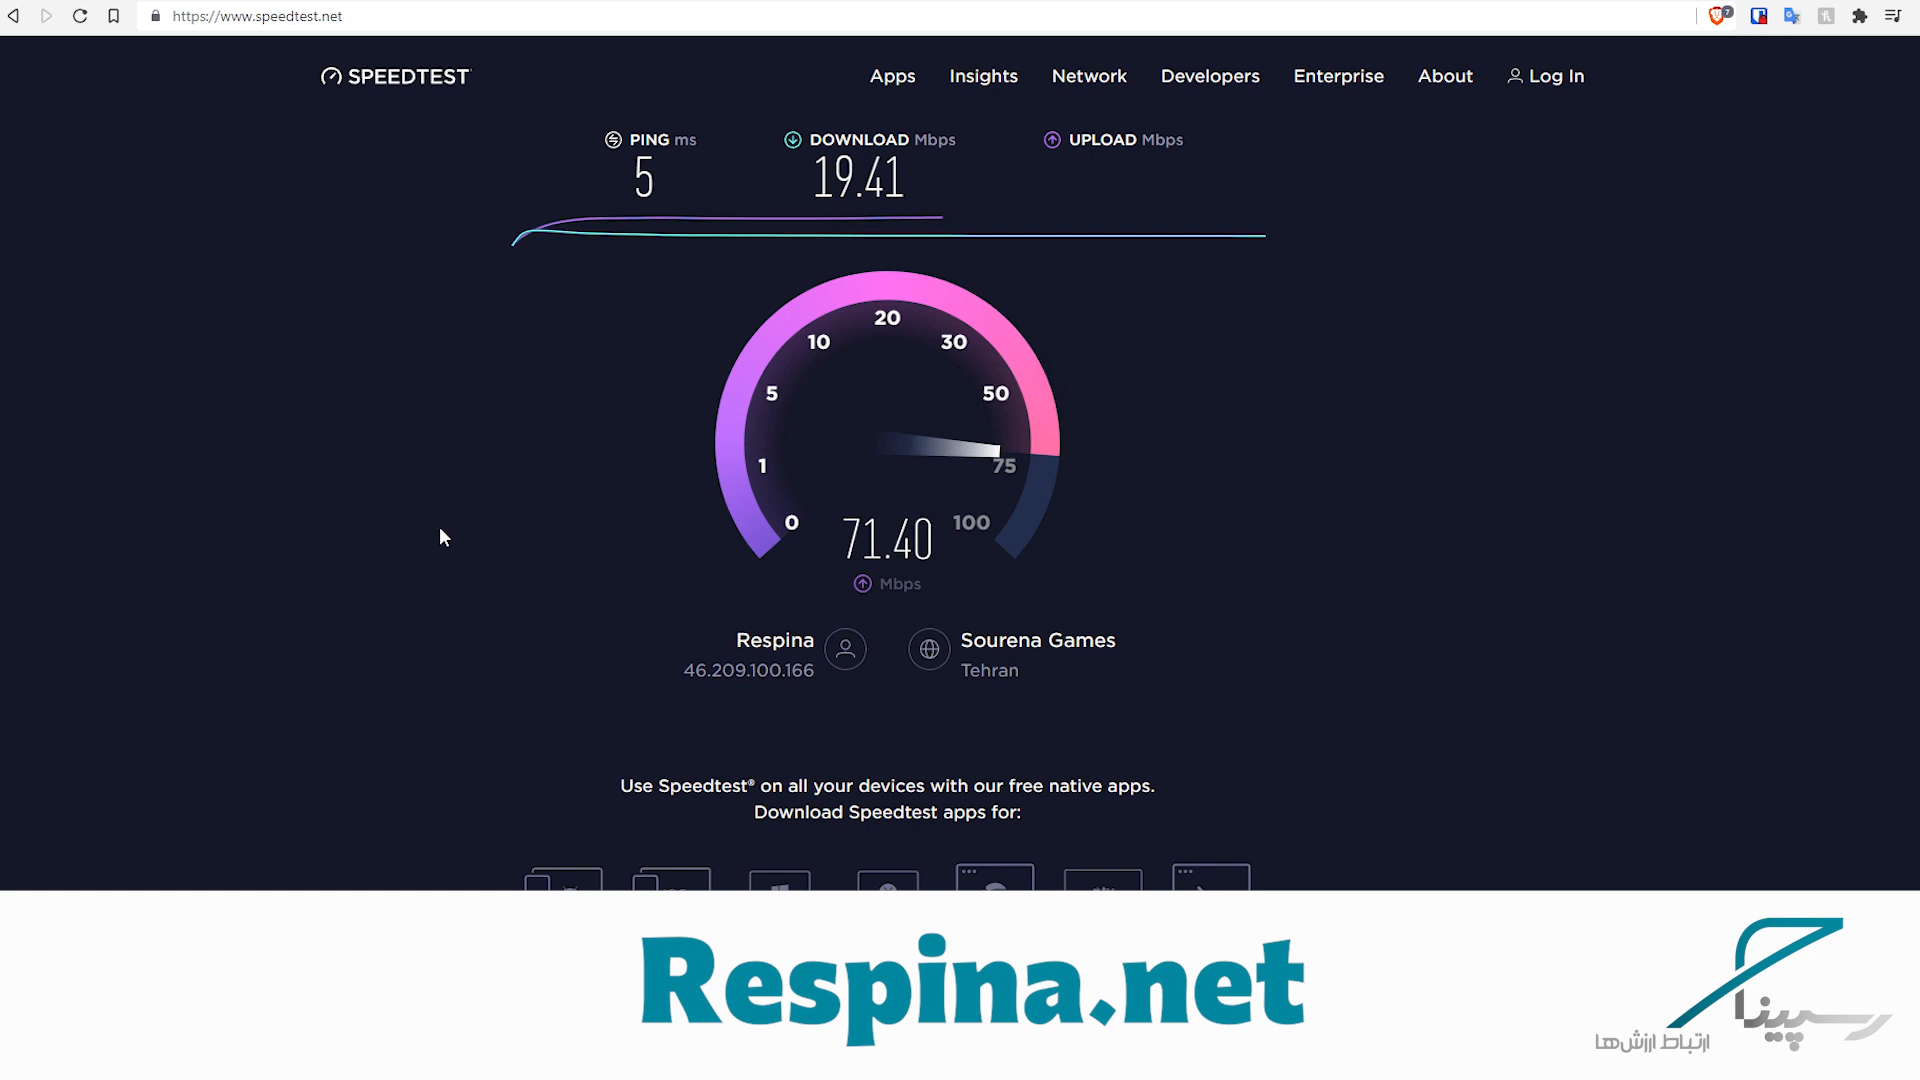 https://www.speedtest.net
7
SPEEDTEST
Apps Insights Network Developers Enterprise About Log In
PING ms DOWNLOAD Mbps UPLOAD Mbps
5 19.41
20
10 30
5 50
1 75
0 71.40 100
Mbps
Respina Sourena Games
46.209.100.166 Tehran
Use Speedtest® on all your devices with our free native apps.
Download Speedtest apps for:
Respina.net
رسپینا
ارتباط ارزش‌ها